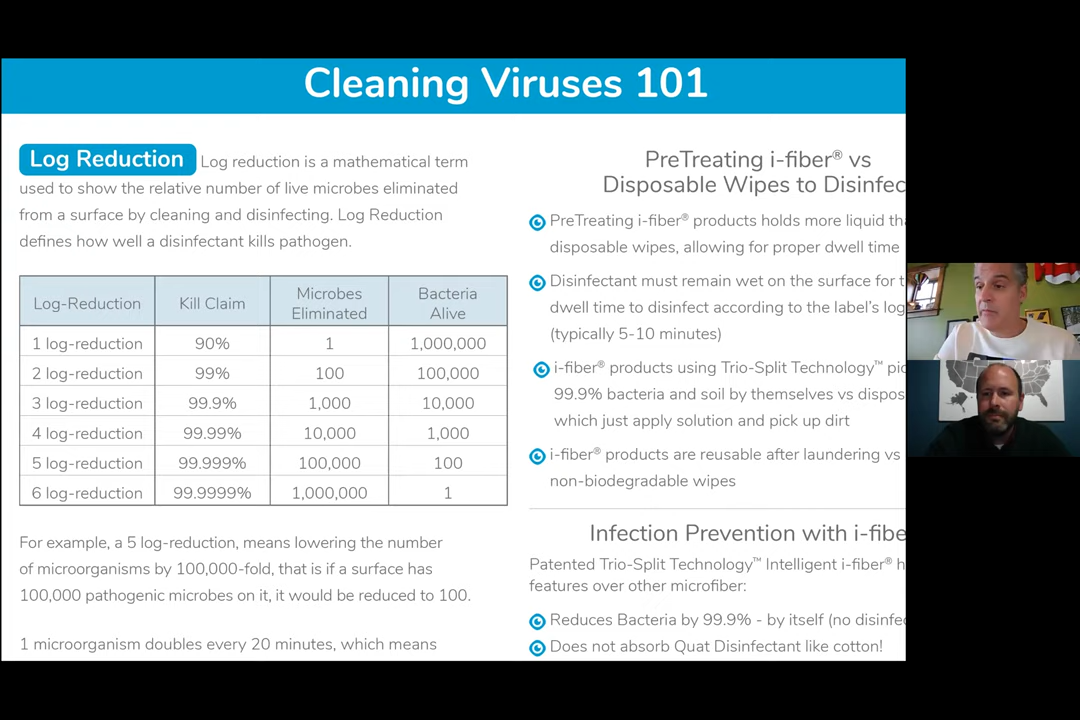 Cleaning Viruses 101
Log Reduction Log reduction is a mathematical term
used to show the relative number of live microbes eliminated
from a surface by cleaning and disinfecting. Log Reduction
defines how well a disinfectant kills pathogen.
Log-Reduction Kill Claim Microbes Eliminated Bacteria Alive
1 log-reduction 90% 1 1,000,000
2 log-reduction 99% 100 100,000
3 log-reduction 99.9% 1,000 10,000
4 log-reduction 99.99% 10,000 1,000
5 log-reduction 99.999% 100,000 100
6 log-reduction 99.9999% 1,000,000 1
For example, a 5 log-reduction, means lowering the number
of microorganisms by 100,000-fold, that is if a surface has
100,000 pathogenic microbes on it, it would be reduced to 100.
1 microorganism doubles every 20 minutes, which means
PreTreating i-fiber® vs
Disposable Wipes to Disinfec
PreTreating i-fiber® products holds more liquid tha
disposable wipes, allowing for proper dwell time
Disinfectant must remain wet on the surface for t
dwell time to disinfect according to the label's log
(typically 5-10 minutes)
i-fiber® products using Trio-Split Technology™ pic
99.9% bacteria and soil by themselves vs dispos
which just apply solution and pick up dirt
i-fiber® products are reusable after laundering vs
non-biodegradable wipes
Infection Prevention with i-fibe
Patented Trio-Split Technology™ Intelligent i-fiber® h
features over other microfiber:
Reduces Bacteria by 99.9% - by itself (no disinfec
Does not absorb Quat Disinfectant like cotton!